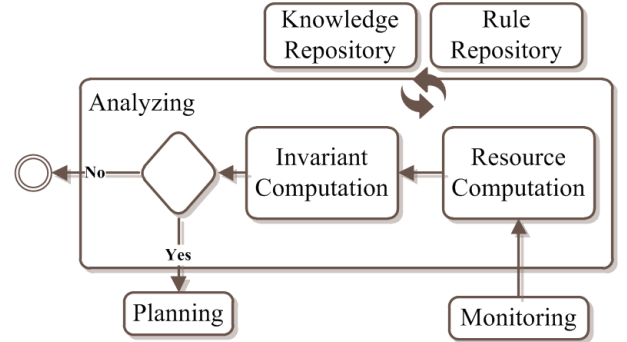 Knowledge
Repository
Rule
Repository
Analyzing
No
Invariant
Computation
Resource
Computation
Yes
Planning
Monitoring